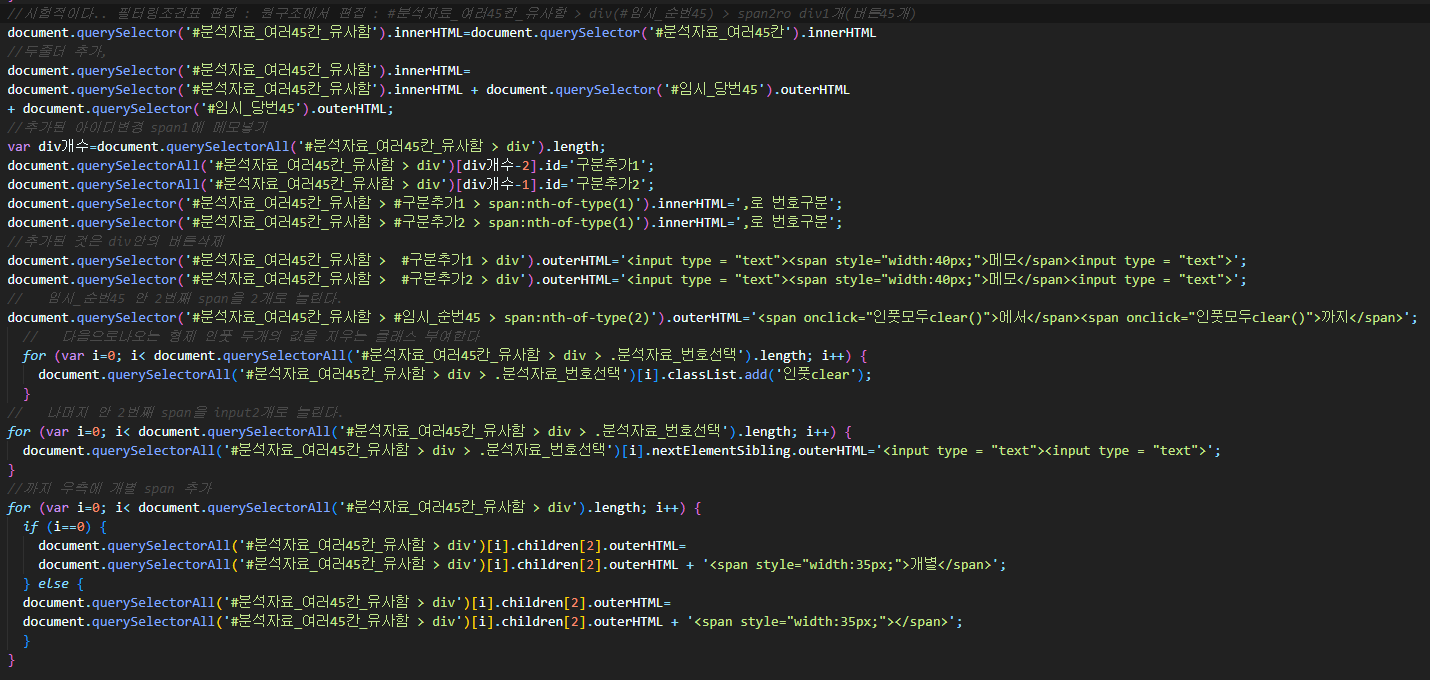 //시험적이다.. 필터링조건표 편집 : 원구조에서 편집 : #분석자료_여러45칸_유사함 > div(#임시_순번45) > span2ro div1개(버튼45개)
document.querySelector('#분석자료_여러45칸_유사함').innerHTML=document.querySelector('#분석자료_여러45칸').innerHTML
//두줄더 추가,
document.querySelector('#분석자료_여러45칸_유사함').innerHTML=
document.querySelector('#분석자료_여러45칸_유사함').innerHTML + document.querySelector('#임시_당번45').outerHTML
+ document.querySelector('#임시_당번45').outerHTML;
//추가된 아이디변경 span1에 메모넣기
var div개수=document.querySelectorAll('#분석자료_여러45칸_유사함 > div').length;
document.querySelectorAll('#분석자료_여러45칸_유사함 > div')[div개수-2].id='구분추가1';
document.querySelectorAll('#분석자료_여러45칸_유사함 > div')[div개수-1].id='구분추가2';
document.querySelector('#분석자료_여러45칸_유사함 > #구분추가1 > span:nth-of-type(1)').innerHTML=',로 번호구분';
document.querySelector('#분석자료_여러45칸_유사함 > #구분추가2 > span:nth-of-type(1)').innerHTML=',로 번호구분';
//추가된 것은 div안의 버튼삭제
document.querySelector('#분석자료_여러45칸_유사함 >  #구분추가1 > div').outerHTML='<input type = "text"><span style="width:40px;">메모</span><input type = "text">';
document.querySelector('#분석자료_여러45칸_유사함 >  #구분추가2 > div').outerHTML='<input type = "text"><span style="width:40px;">메모</span><input type = "text">';
//   임시_순번45 안 2번째 span을 2개로 늘린다.
document.querySelector('#분석자료_여러45칸_유사함 > #임시_순번45 > span:nth-of-type(2)').outerHTML='<span onclick="인풋모두clear()">에서</span><span onclick="인풋모두clear()">까지</span>';
//   다음으로나오는 형제 인풋 두개의 값을 지우는 클래스 부여한다
for (var i=0; i< document.querySelectorAll('#분석자료_여러45칸_유사함 > div > .분석자료_번호선택').length; i++) {
document.querySelectorAll('#분석자료_여러45칸_유사함 > div > .분석자료_번호선택')[i].classList.add('인풋clear');
}
//   나머지 안 2번째 span을 input2개로 늘린다.
for (var i=0; i< document.querySelectorAll('#분석자료_여러45칸_유사함 > div > .분석자료_번호선택').length; i++) {
document.querySelectorAll('#분석자료_여러45칸_유사함 > div > .분석자료_번호선택')[i].nextElementSibling.outerHTML='<input type = "text"><input type = "text">';
}
//까지 우측에 개별 span 추가
for (var i=0; i< document.querySelectorAll('#분석자료_여러45칸_유사함 > div').length; i++) {
if (i==0) {
document.querySelectorAll('#분석자료_여러45칸_유사함 > div')[i].children[2].outerHTML=
document.querySelectorAll('#분석자료_여러45칸_유사함 > div')[i].children[2].outerHTML + '<span style="width:35px;">개별</span>';
} else {
document.querySelectorAll('#분석자료_여러45칸_유사함 > div')[i].children[2].outerHTML=
document.querySelectorAll('#분석자료_여러45칸_유사함 > div')[i].children[2].outerHTML + '<span style="width:35px;"></span>';
}
}